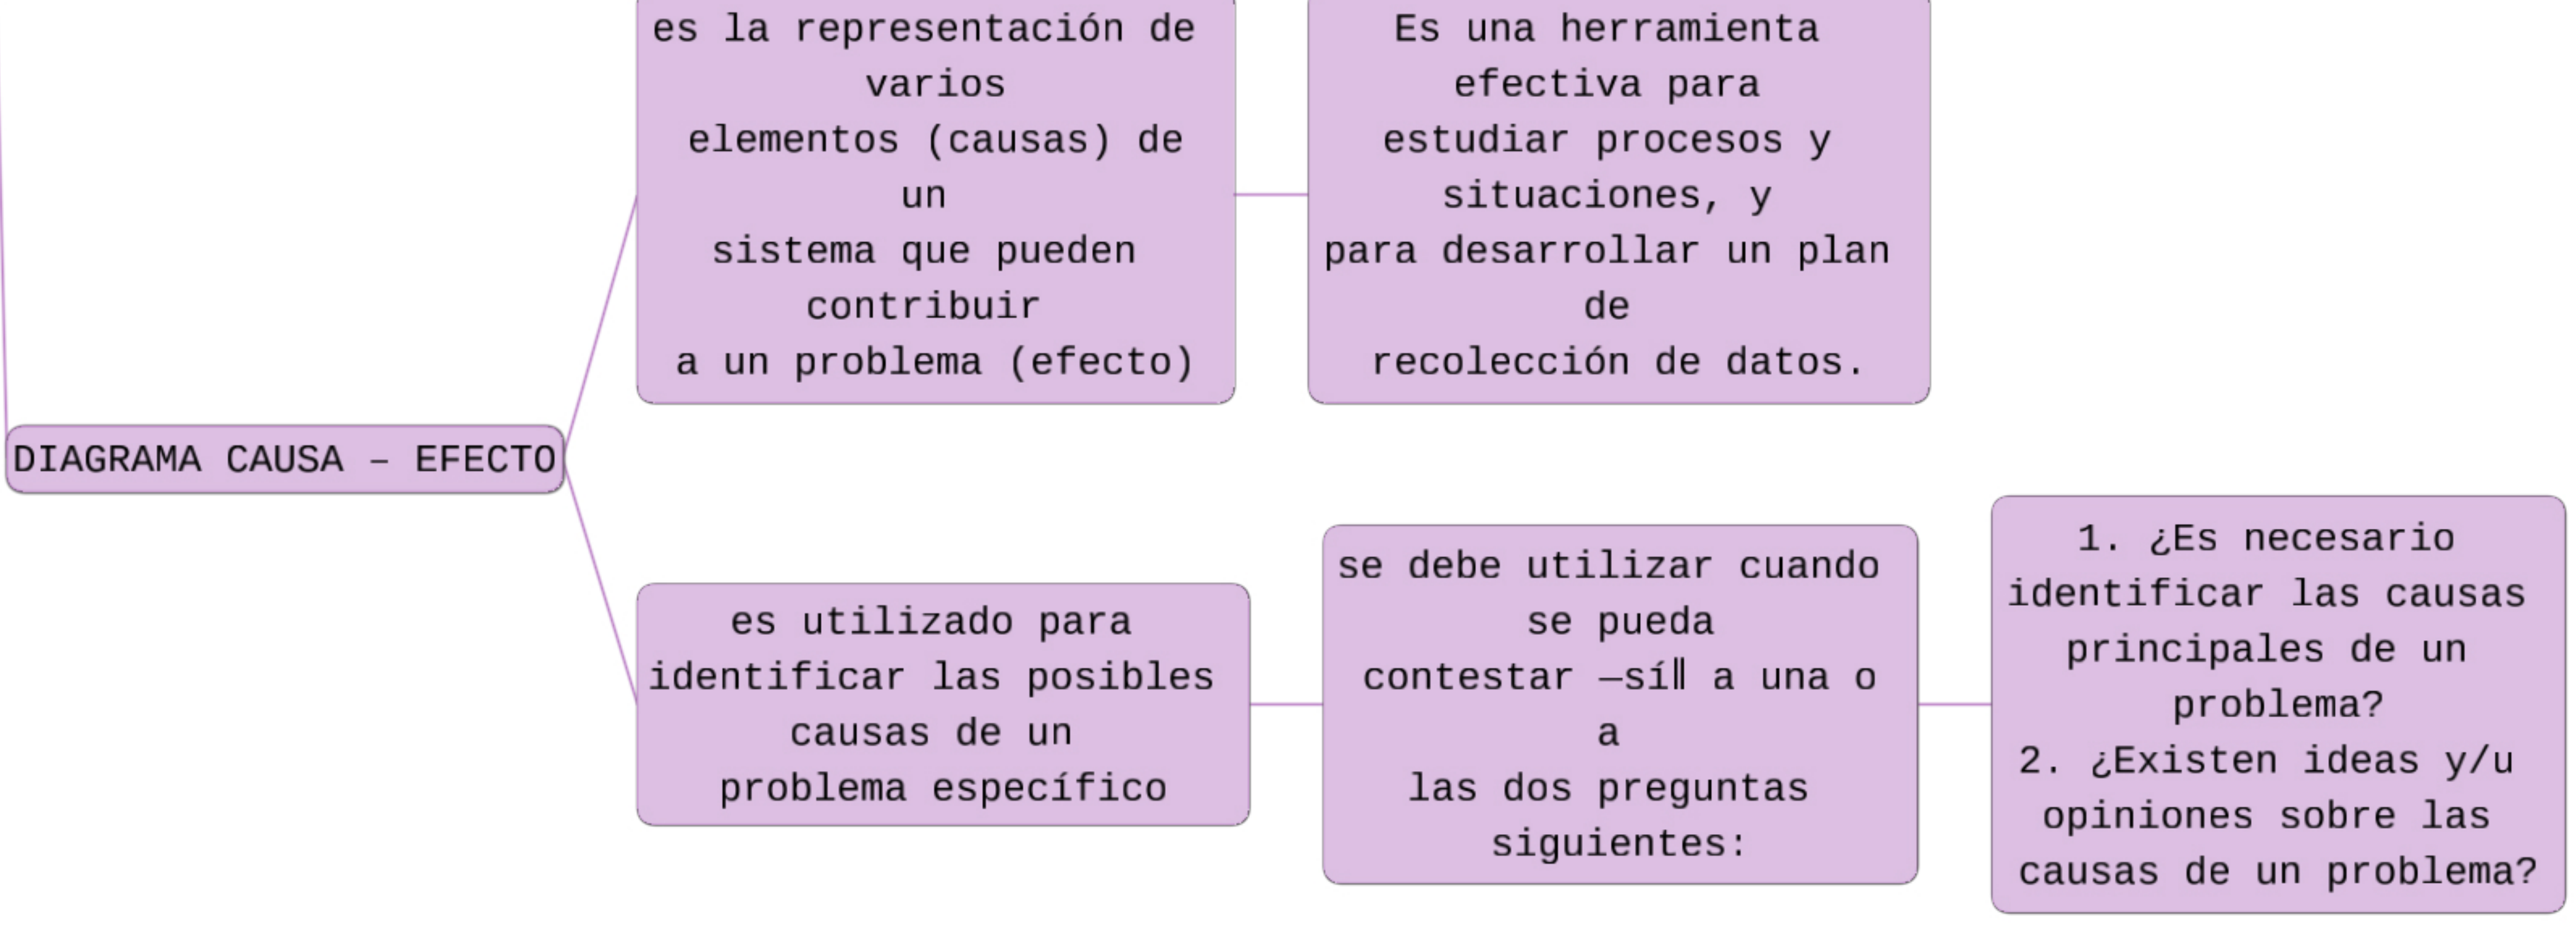 es la representación de
varios
elementos (causas) de
un
sistema que pueden
contribuir
a un problema (efecto)
Es una herramienta
efectiva para
estudiar procesos y
situaciones, y
para desarrollar un plan
de
recolección de datos.
DIAGRAMA CAUSA – EFECTO
es utilizado para
identificar las posibles
causas de un
problema específico
se debe utilizar cuando
se pueda
contestar ―sí‖ a una o
a
las dos preguntas
siguientes:
1. ¿Es necesario
identificar las causas
principales de un
problema?
2. ¿Existen ideas y/u
opiniones sobre las
causas de un problema?